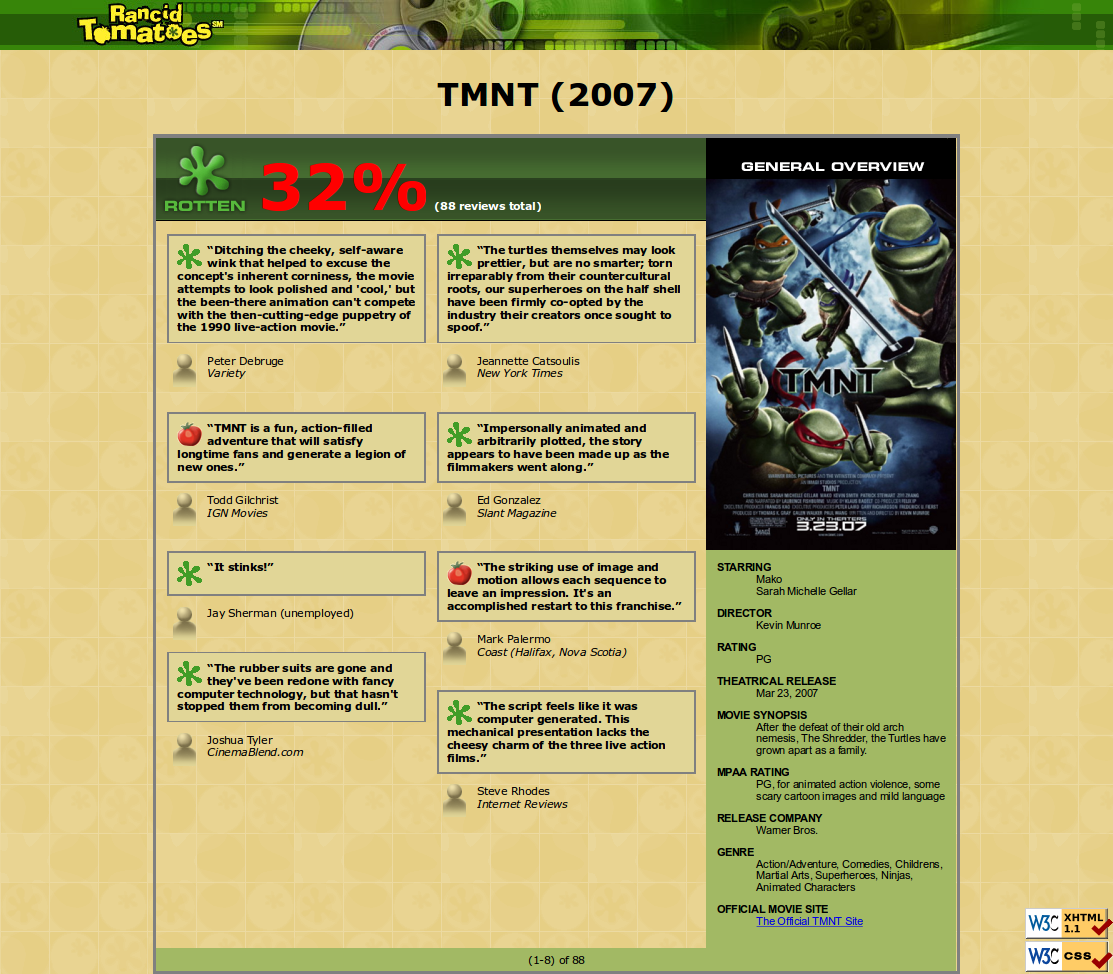 Rancid
Tomatoes SM
TMNT (2007)
ROTTEN
32% (88 reviews total)
“Ditching the cheeky, self-aware
wink that helped to excuse the
concept's inherent corniness, the movie
attempts to look polished and 'cool,' but
the been-there animation can't compete
with the then-cutting-edge puppetry of
the 1990 live-action movie.”
Peter Debruge
Variety
“TMNT is a fun, action-filled
adventure that will satisfy
longtime fans and generate a legion of
new ones.”
Todd Gilchrist
IGN Movies
“It stinks!”
Jay Sherman (unemployed)
“The rubber suits are gone and
they've been redone with fancy
computer technology, but that hasn't
stopped them from becoming dull.”
Joshua Tyler
CinemaBlend.com
“The turtles themselves may look
prettier, but are no smarter; torn
irreparably from their countercultural
roots, our superheroes on the half shell
have been firmly co-opted by the
industry their creators once sought to
spoof.”
Jeannette Catsoulis
New York Times
“Impersonally animated and
arbitrarily plotted, the story
appears to have been made up as the
filmmakers went along.”
Ed Gonzalez
Slant Magazine
“The striking use of image and
motion allows each sequence to
leave an impression. It's an
accomplished restart to this franchise.”
Mark Palermo
Coast (Halifax, Nova Scotia)
“The script feels like it was
computer generated. This
mechanical presentation lacks the
cheesy charm of the three live action
films.”
Steve Rhodes
Internet Reviews
GENERAL OVERVIEW
TMNT
TMNT
ONLY IN THEATERS
3.23.07
STARRING
Mako
Sarah Michelle Gellar
DIRECTOR
Kevin Munroe
RATING
PG
THEATRICAL RELEASE
Mar 23, 2007
MOVIE SYNOPSIS
After the defeat of their old arch
nemesis, The Shredder, the Turtles have
grown apart as a family.
MPAA RATING
PG, for animated action violence, some
scary cartoon images and mild language
RELEASE COMPANY
Warner Bros.
GENRE
Action/Adventure, Comedies, Childrens,
Martial Arts, Superheroes, Ninjas,
Animated Characters
OFFICIAL MOVIE SITE
The Official TMNT Site
(1-8) of 88
W3C XHTML
1.1
W3C CSS